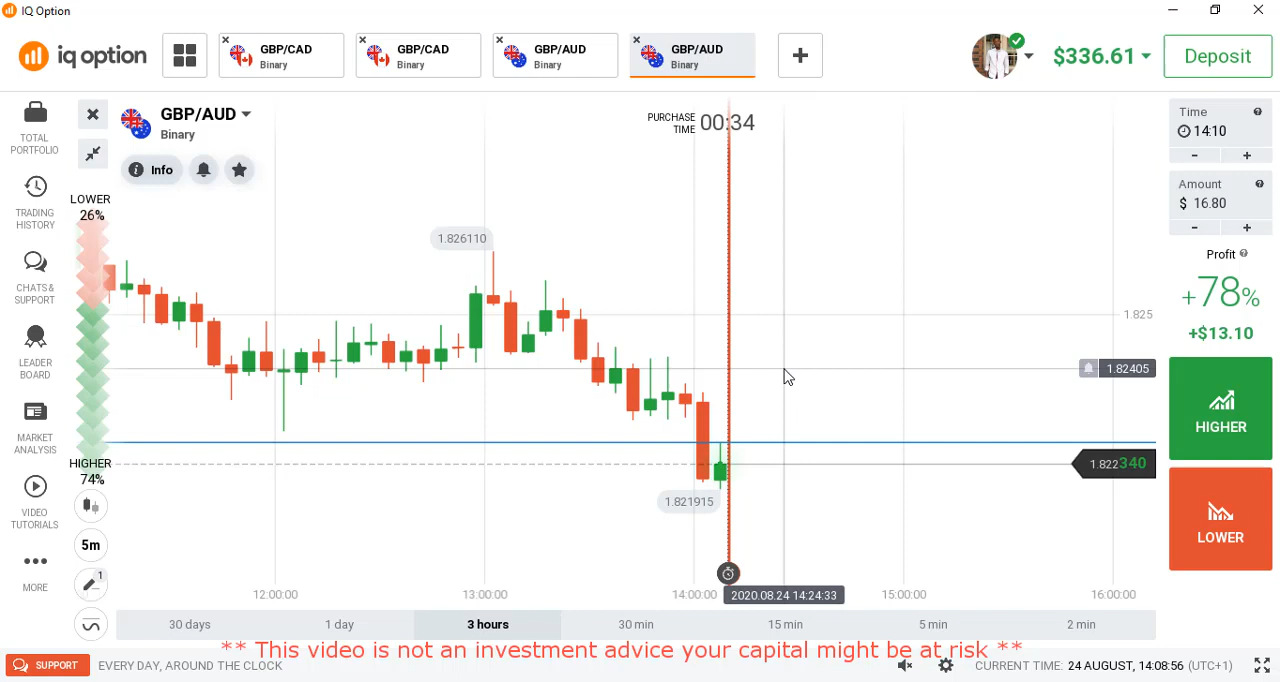 IQ Option
iq option
GBP/CAD
Binary
GBP/CAD
Binary
GBP/AUD
Binary
GBP/AUD
Binary
$336.61
Deposit
TOTAL
PORTFOLIO
TRADING
HISTORY
CHATS &
SUPPORT
LEADER
BOARD
MARKET
ANALYSIS
VIDEO
TUTORIALS
MORE
GBP/AUD
Binary
Info
LOWER
26%
HIGHER
74%
5m
1
PURCHASE
TIME
00:34
1.826110
1.821915
1.825
1.82405
1.822340
12:00:00
13:00:00
14:00:00
2020.08.24 14:24:33
15:00:00
16:00:00
30 days
1 day
3 hours
30 min
15 min
5 min
2 min
Time
14:10
- +
Amount
$ 16.80
- +
Profit
+78%
+$13.10
HIGHER
LOWER
** This video is not an investment advice your capital might be at risk **
SUPPORT
EVERY DAY, AROUND THE CLOCK
CURRENT TIME: 24 AUGUST, 14:08:56 (UTC+1)